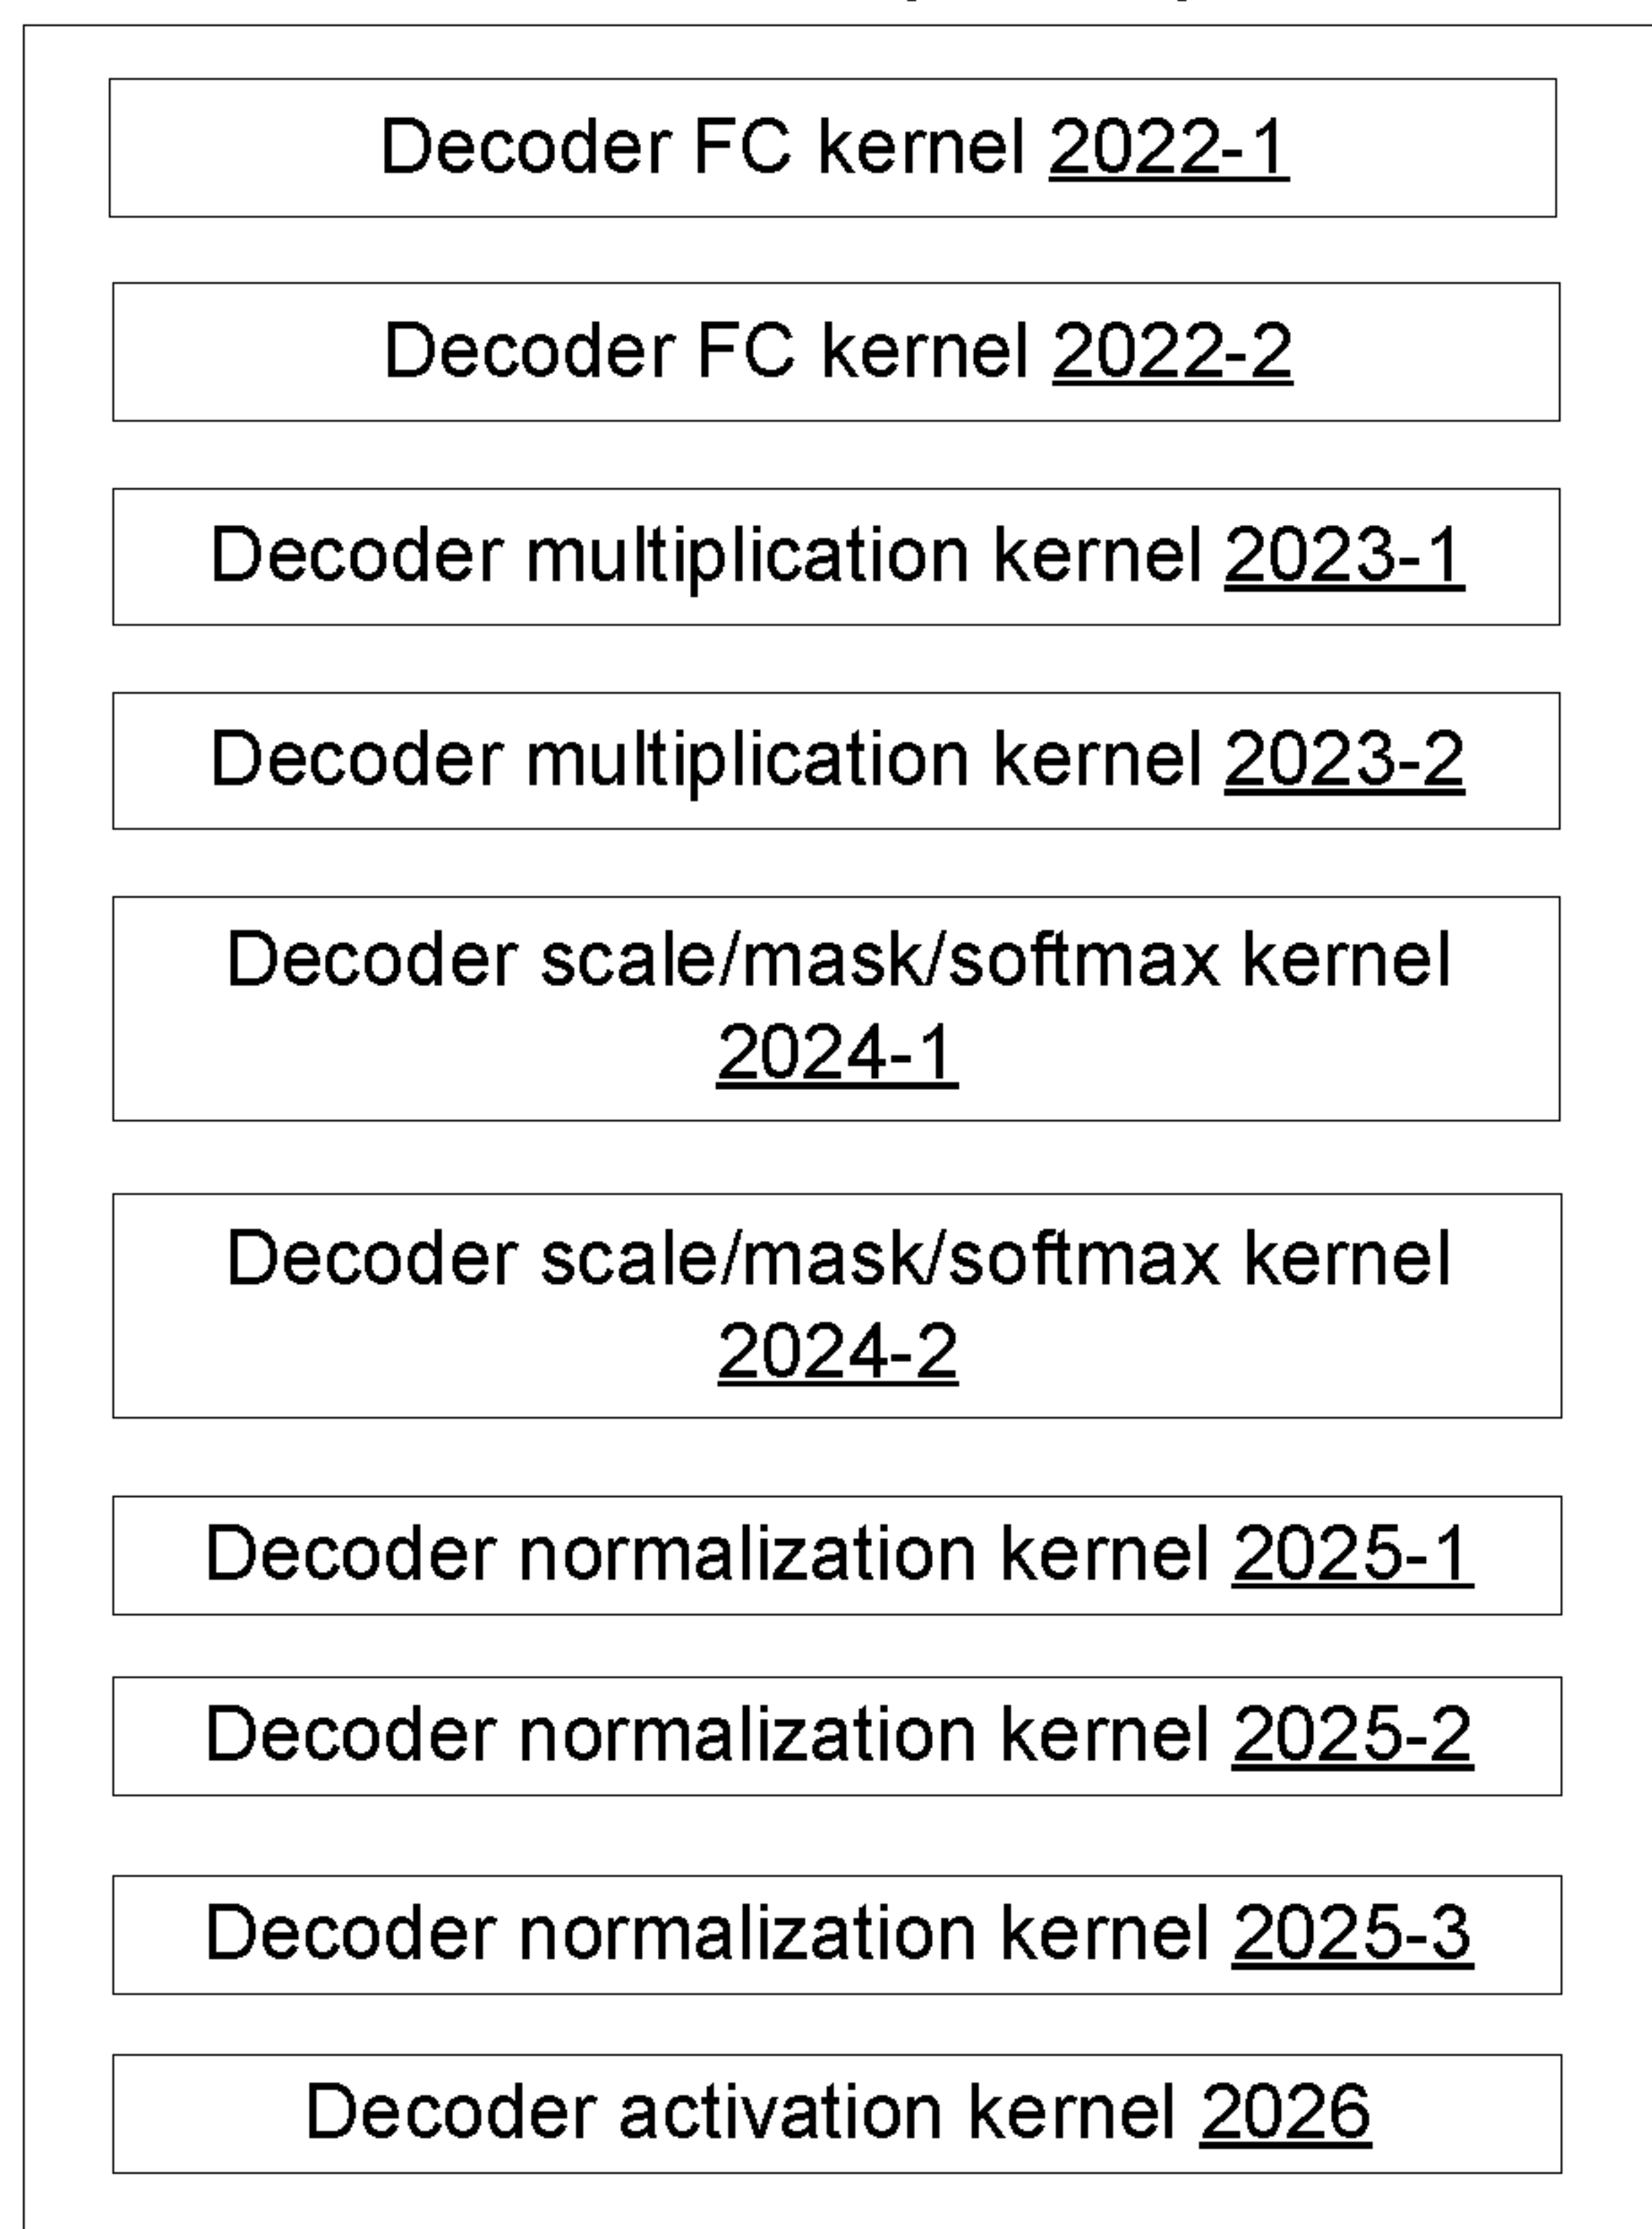 Decoder FC kernel 2022-1
Decoder FC kernel 2022-2
Decoder multiplication kernel 2023-1
Decoder multiplication kernel 2023-2
Decoder scale/mask/softmax kernel
2024-1
Decoder scale/mask/softmax kernel
2024-2
Decoder normalization kernel 2025-1
Decoder normalization kernel 2025-2
Decoder normalization kernel 2025-3
Decoder activation kernel 2026